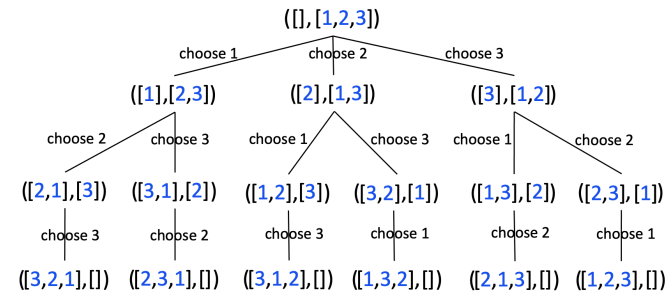 ([], [1,2,3])
choose 1 choose 2 choose 3
([1],[2,3]) ([2],[1,3]) ([3],[1,2])
choose 2 choose 3 choose 1 choose 3 choose 1 choose 2
([2,1],[3]) ([3,1],[2]) ([1,2],[3]) ([3,2],[1]) ([1,3],[2]) ([2,3],[1])
choose 3 choose 2 choose 3 choose 1 choose 2 choose 1
([3,2,1],[]) ([2,3,1],[]) ([3,1,2],[]) ([1,3,2],[]) ([2,1,3],[]) ([1,2,3],[])